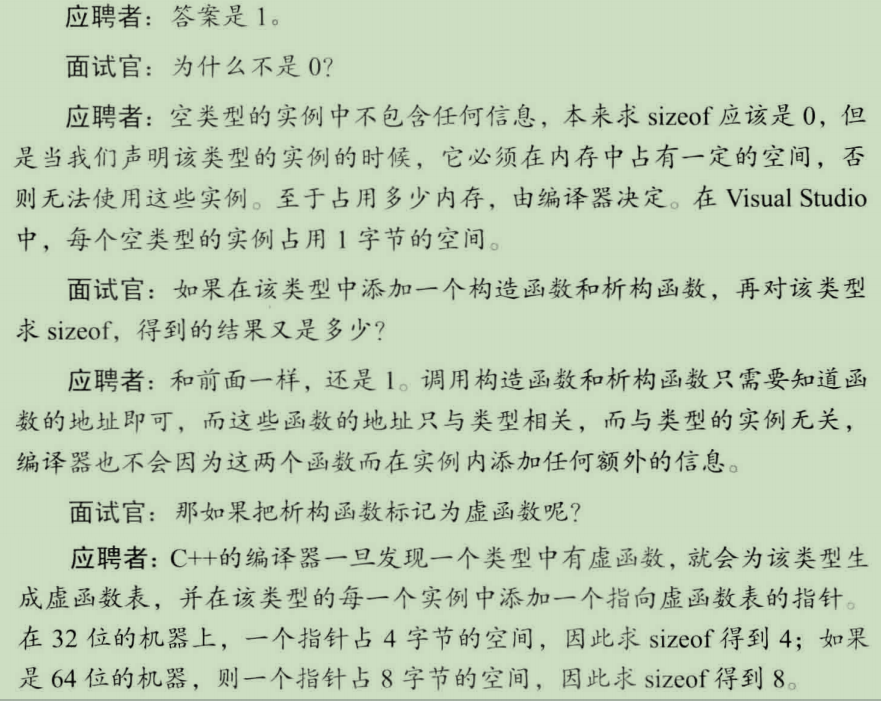 应聘者：答案是 1。
面试官：为什么不是 0？
应聘者：空类型的实例中不包含任何信息，本来求 sizeof 应该是 0，但
是当我们声明该类型的实例的时候，它必须在内存中占有一定的空间，否
则无法使用这些实例。至于占用多少内存，由编译器决定。在 Visual Studio
中，每个空类型的实例占用 1 字节的空间。
面试官：如果在该类型中添加一个构造函数和析构函数，再对该类型
求 sizeof，得到的结果又是多少？
应聘者：和前面一样，还是 1。调用构造函数和析构函数只需要知道函
数的地址即可，而这些函数的地址只与类型相关，而与类型的实例无关，
编译器也不会因为这两个函数而在实例内添加任何额外的信息。
面试官：那如果把析构函数标记为虚函数呢？
应聘者：C++的编译器一旦发现一个类型中有虚函数，就会为该类型生
成虚函数表，并在该类型的每一个实例中添加一个指向虚函数表的指针。
在 32 位的机器上，一个指针占 4 字节的空间，因此求 sizeof 得到 4；如果
是 64 位的机器，则一个指针占 8 字节的空间，因此求 sizeof 得到 8。